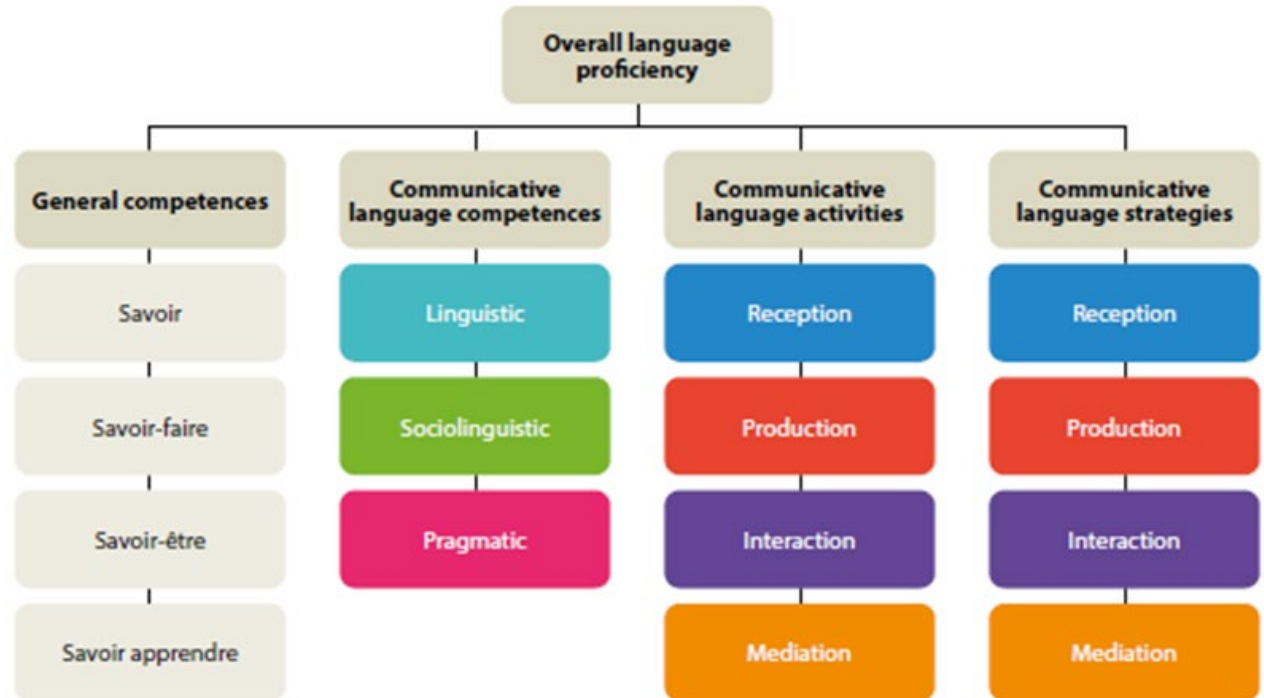 Overall language
proficiency
General competences
Communicative
language competences
Communicative
language activities
Communicative
language strategies
Savoir
Linguistic
Reception
Reception
Savoir-faire
Sociolinguistic
Production
Production
Savoir-être
Pragmatic
Interaction
Interaction
Savoir apprendre
Mediation
Mediation